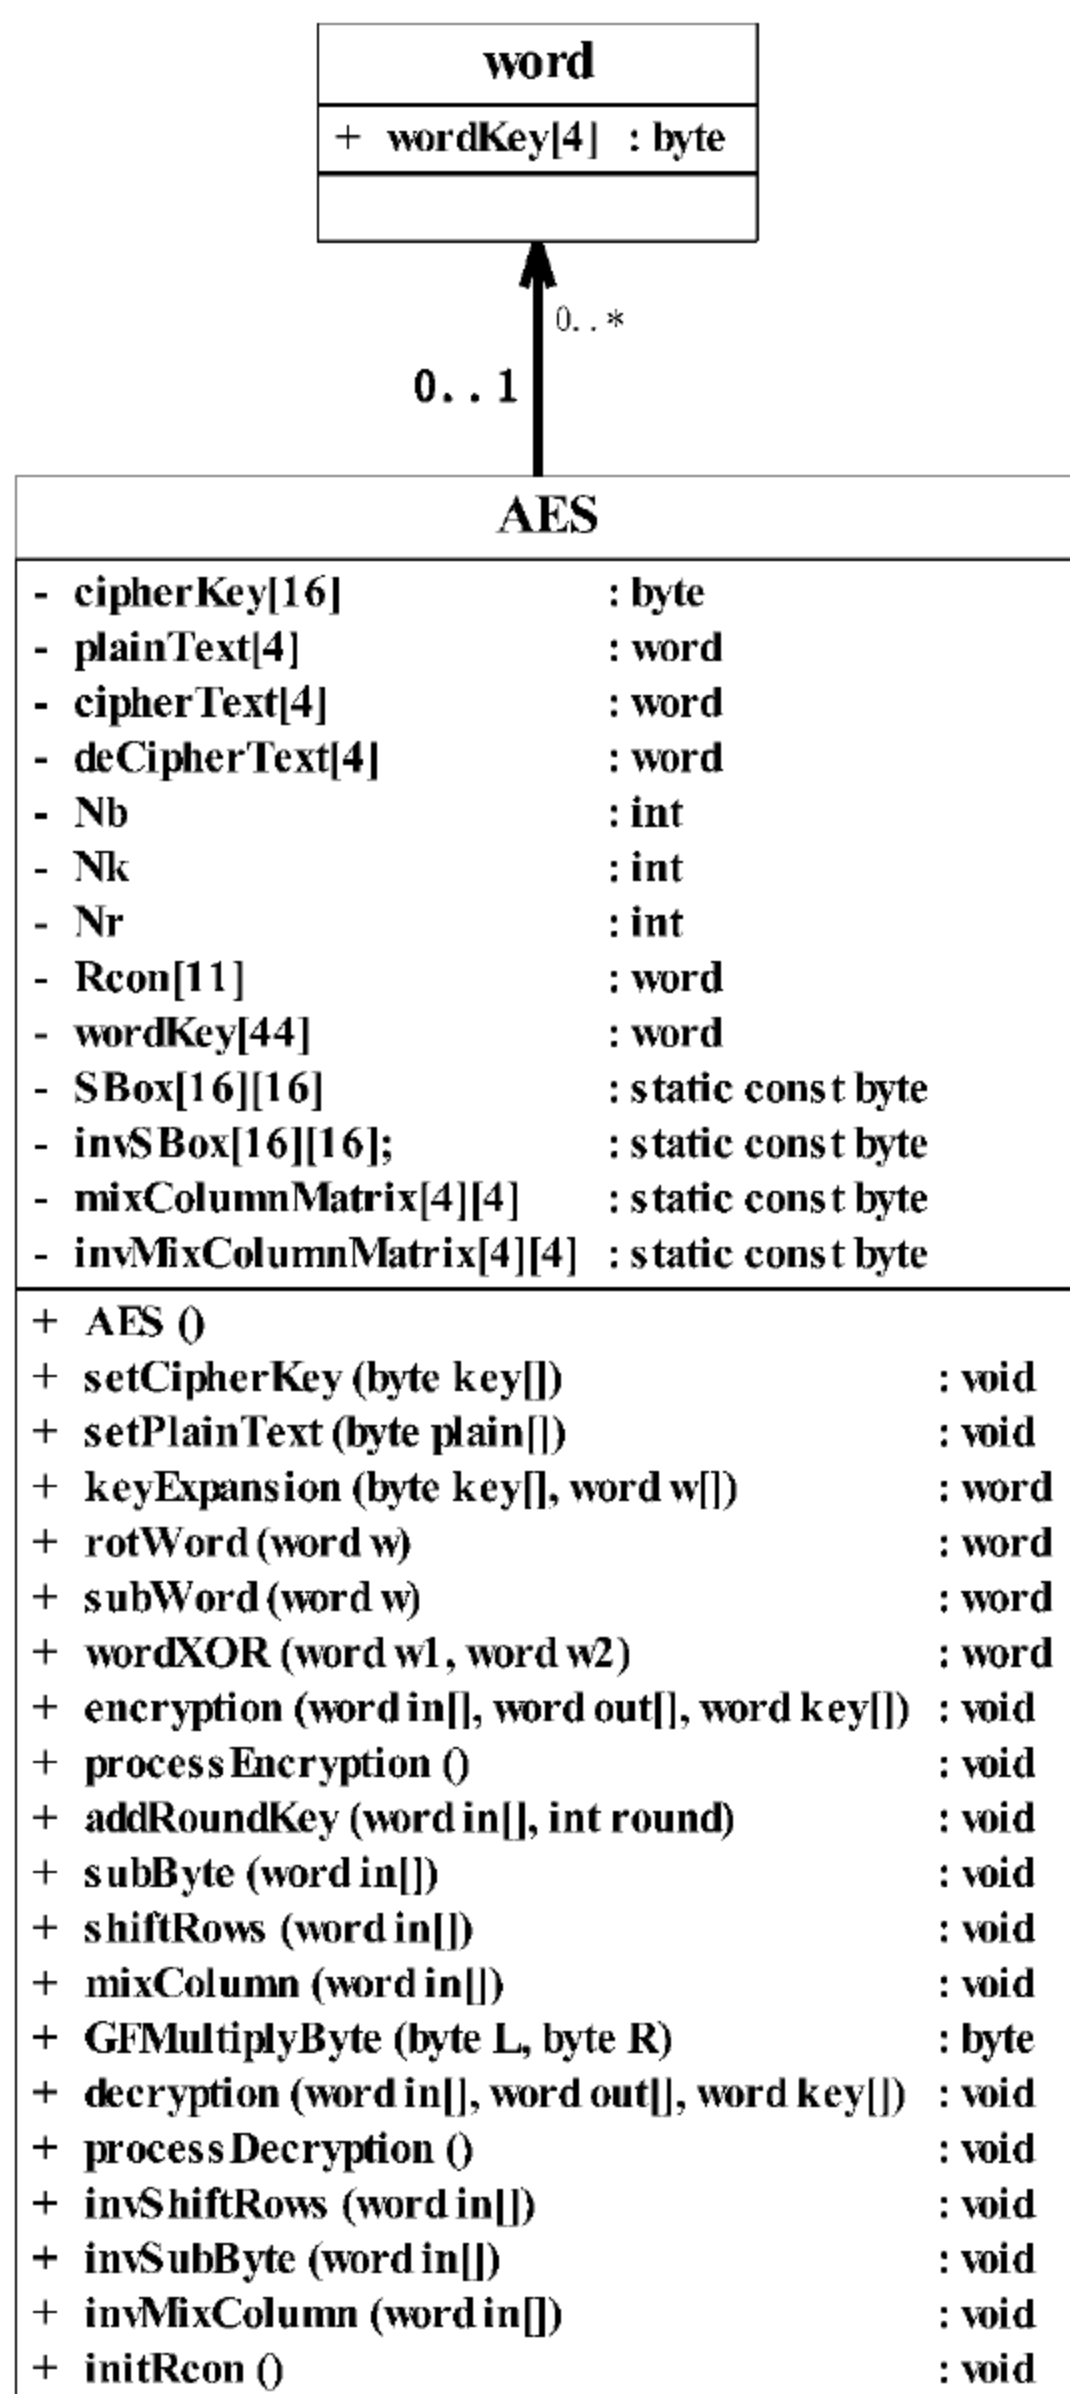 word
+ wordKey[4] : byte
0..*
0..1
AES
- cipherKey[16] : byte
- plainText[4] : word
- cipherText[4] : word
- deCipherText[4] : word
- Nb : int
- Nk : int
- Nr : int
- Rcon[11] : word
- wordKey[44] : word
- SBox[16][16] : static const byte
- invSBox[16][16]; : static const byte
- mixColumnMatrix[4][4] : static const byte
- invMixColumnMatrix[4][4] : static const byte
+ AES ()
+ setCipherKey (byte key[]) : void
+ setPlainText (byte plain[]) : void
+ keyExpansion (byte key[], word w[]) : word
+ rotWord (word w) : word
+ subWord (word w) : word
+ wordXOR (word w1, word w2) : word
+ encryption (word in[], word out[], word key[]) : void
+ processEncryption () : void
+ addRoundKey (word in[], int round) : void
+ subByte (word in[]) : void
+ shiftRows (word in[]) : void
+ mixColumn (word in[]) : void
+ GFMultiplyByte (byte L, byte R) : byte
+ decryption (word in[], word out[], word key[]) : void
+ processDecryption () : void
+ invShiftRows (word in[]) : void
+ invSubByte (word in[]) : void
+ invMixColumn (word in[]) : void
+ initRcon () : void